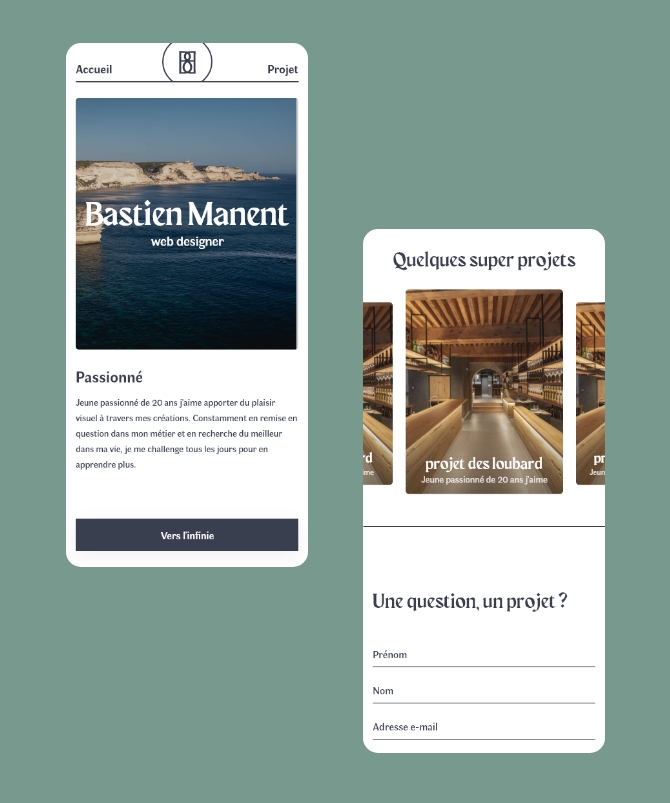 Accueil
Projet
Bastien Manent
web designer
Passionné
Jeune passionné de 20 ans j'aime apporter du plaisir
visuel à travers mes créations. Constamment en remise en
question dans mon métier et en recherche du meilleur
dans ma vie, je me challenge tous les jours pour en
apprendre plus.
Vers l'infinie
Quelques super projets
rd
ime
projet des loubard
Jeune passionné de 20 ans j'aime
pr
Jeun
Une question, un projet ?
Prénom
Nom
Adresse e-mail